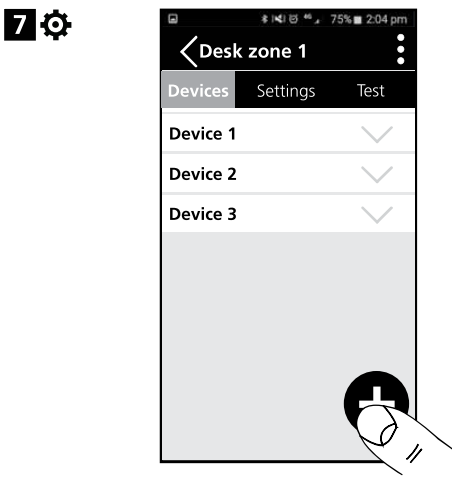 7
75% 2:04 pm
Desk zone 1
Devices Settings Test
Device 1
Device 2
Device 3